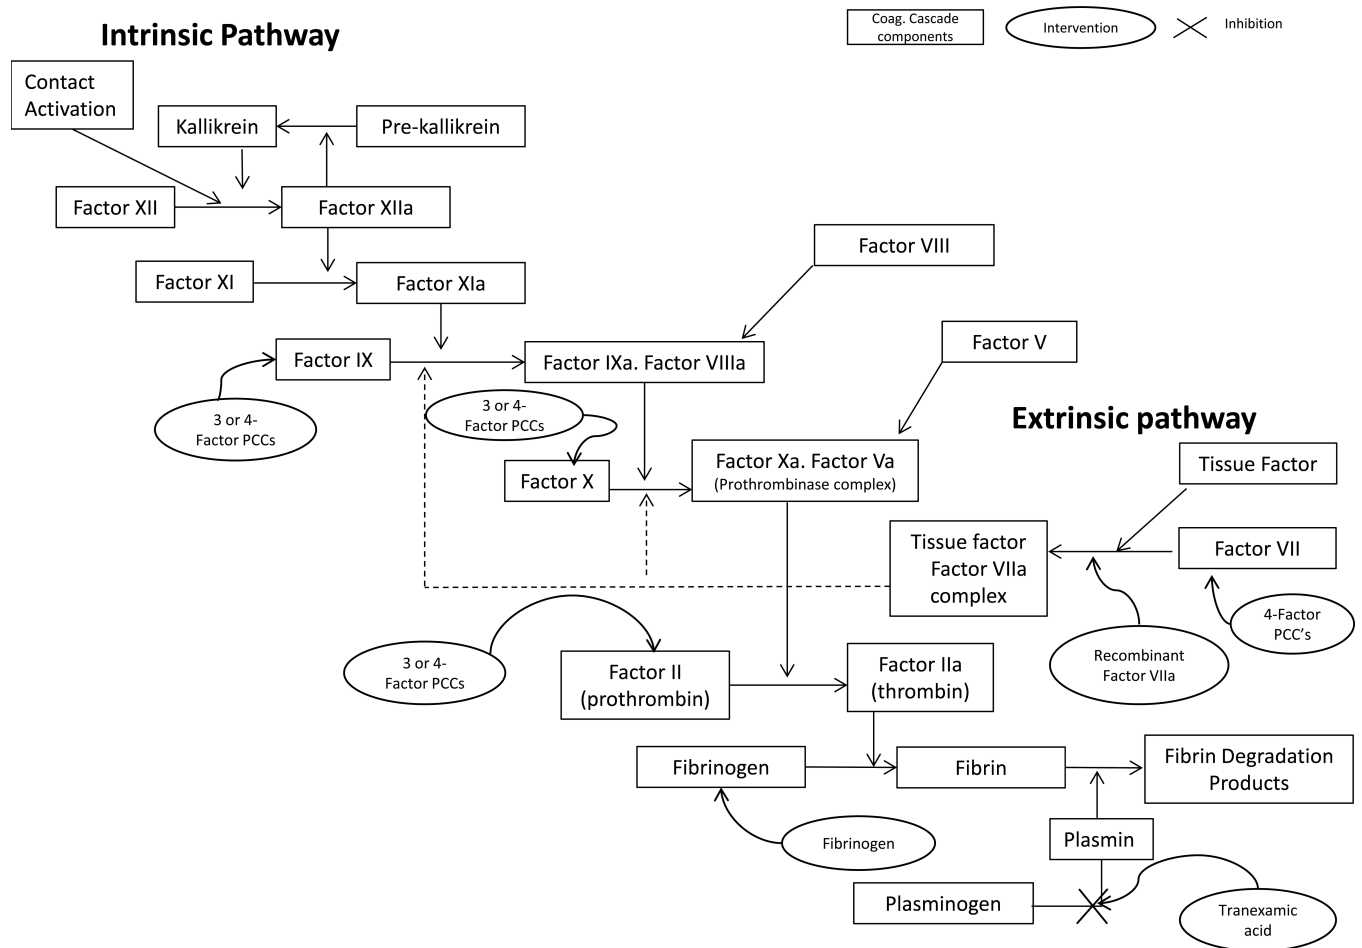 Intrinsic Pathway
Coag. Cascade
components
Intervention
Inhibition
Contact
Activation
Kallikrein
Pre-kallikrein
Factor XII
Factor XIIa
Factor VIII
Factor XI
Factor XIa
Factor V
Factor IX
Factor IXa. Factor VIIIa
3 or 4-
Factor PCCs
3 or 4-
Factor PCCs
Extrinsic pathway
Factor X
Factor Xa. Factor Va
(Prothrombinase complex)
Tissue Factor
Tissue factor
Factor VIIa
complex
Factor VII
4-Factor
PCC's
Recombinant
Factor VIIa
3 or 4-
Factor PCCs
Factor II
(prothrombin)
Factor IIa
(thrombin)
Fibrinogen
Fibrin
Fibrin Degradation
Products
Fibrinogen
Plasmin
Plasminogen
Tranexamic
acid